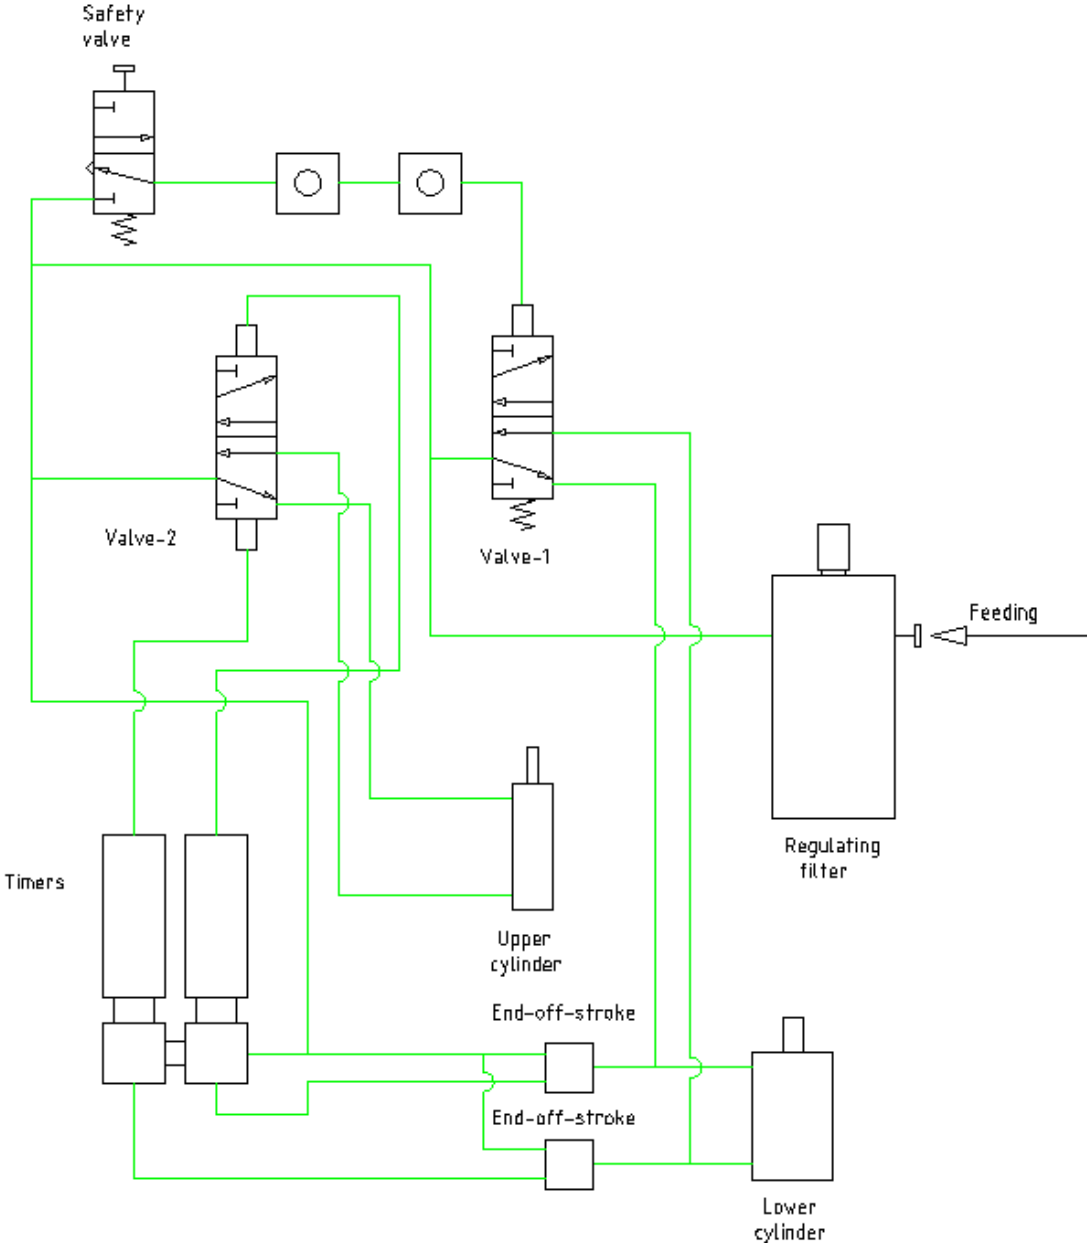 Safety
valve
Valve-2
Valve-1
Feeding
Regulating
filter
Timers
Upper
cylinder
End-off-stroke
End-off-stroke
Lower
cylinder